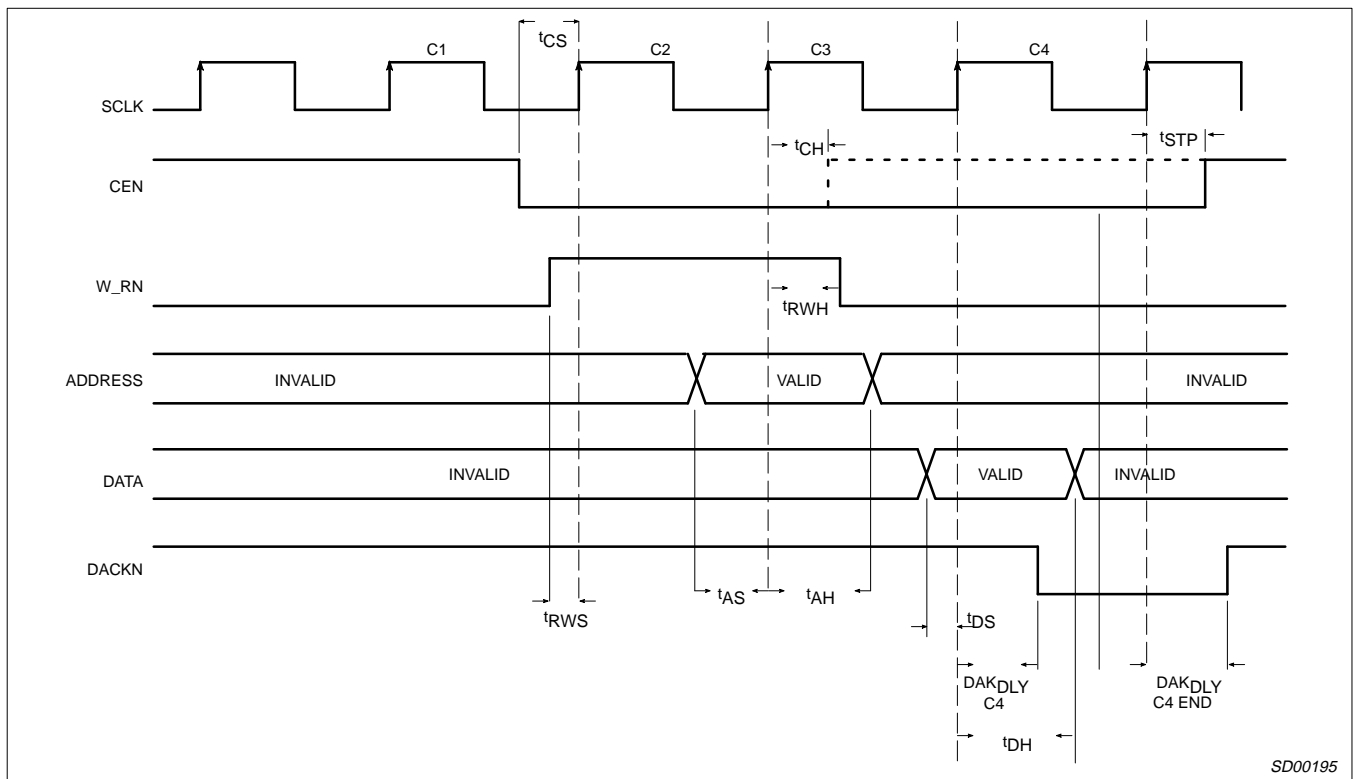 tCS
C1
C2
C3
C4
SCLK
tCH
tSTP
CEN
W_RN
tRWH
ADDRESS
INVALID
VALID
INVALID
DATA
INVALID
VALID
INVALID
DACKN
tRWS
tAS
tAH
tDS
DAKDLY
C4
DAKDLY
C4 END
tDH
SD00195